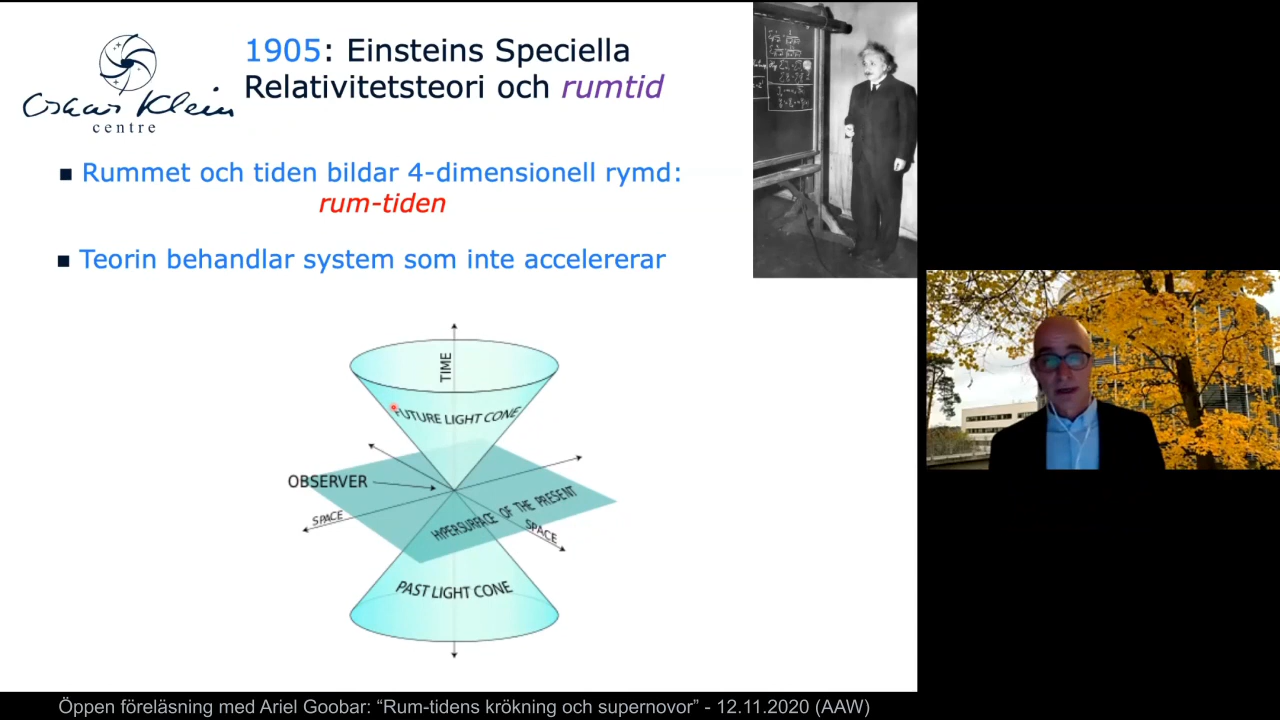 Oskar Klein
centre
1905: Einsteins Speciella
Relativitetsteori och rumtid
■ Rummet och tiden bildar 4-dimensionell rymd:
rum-tiden
■ Teorin behandlar system som inte accelererar
TIME
FUTURE LIGHT CONE
OBSERVER
SPACE
HYPERSURFACE OF THE PRESENT
SPACE
PAST LIGHT CONE
Öppen föreläsning med Ariel Goobar: “Rum-tidens krökning och supernovor” - 12.11.2020 (AAW)